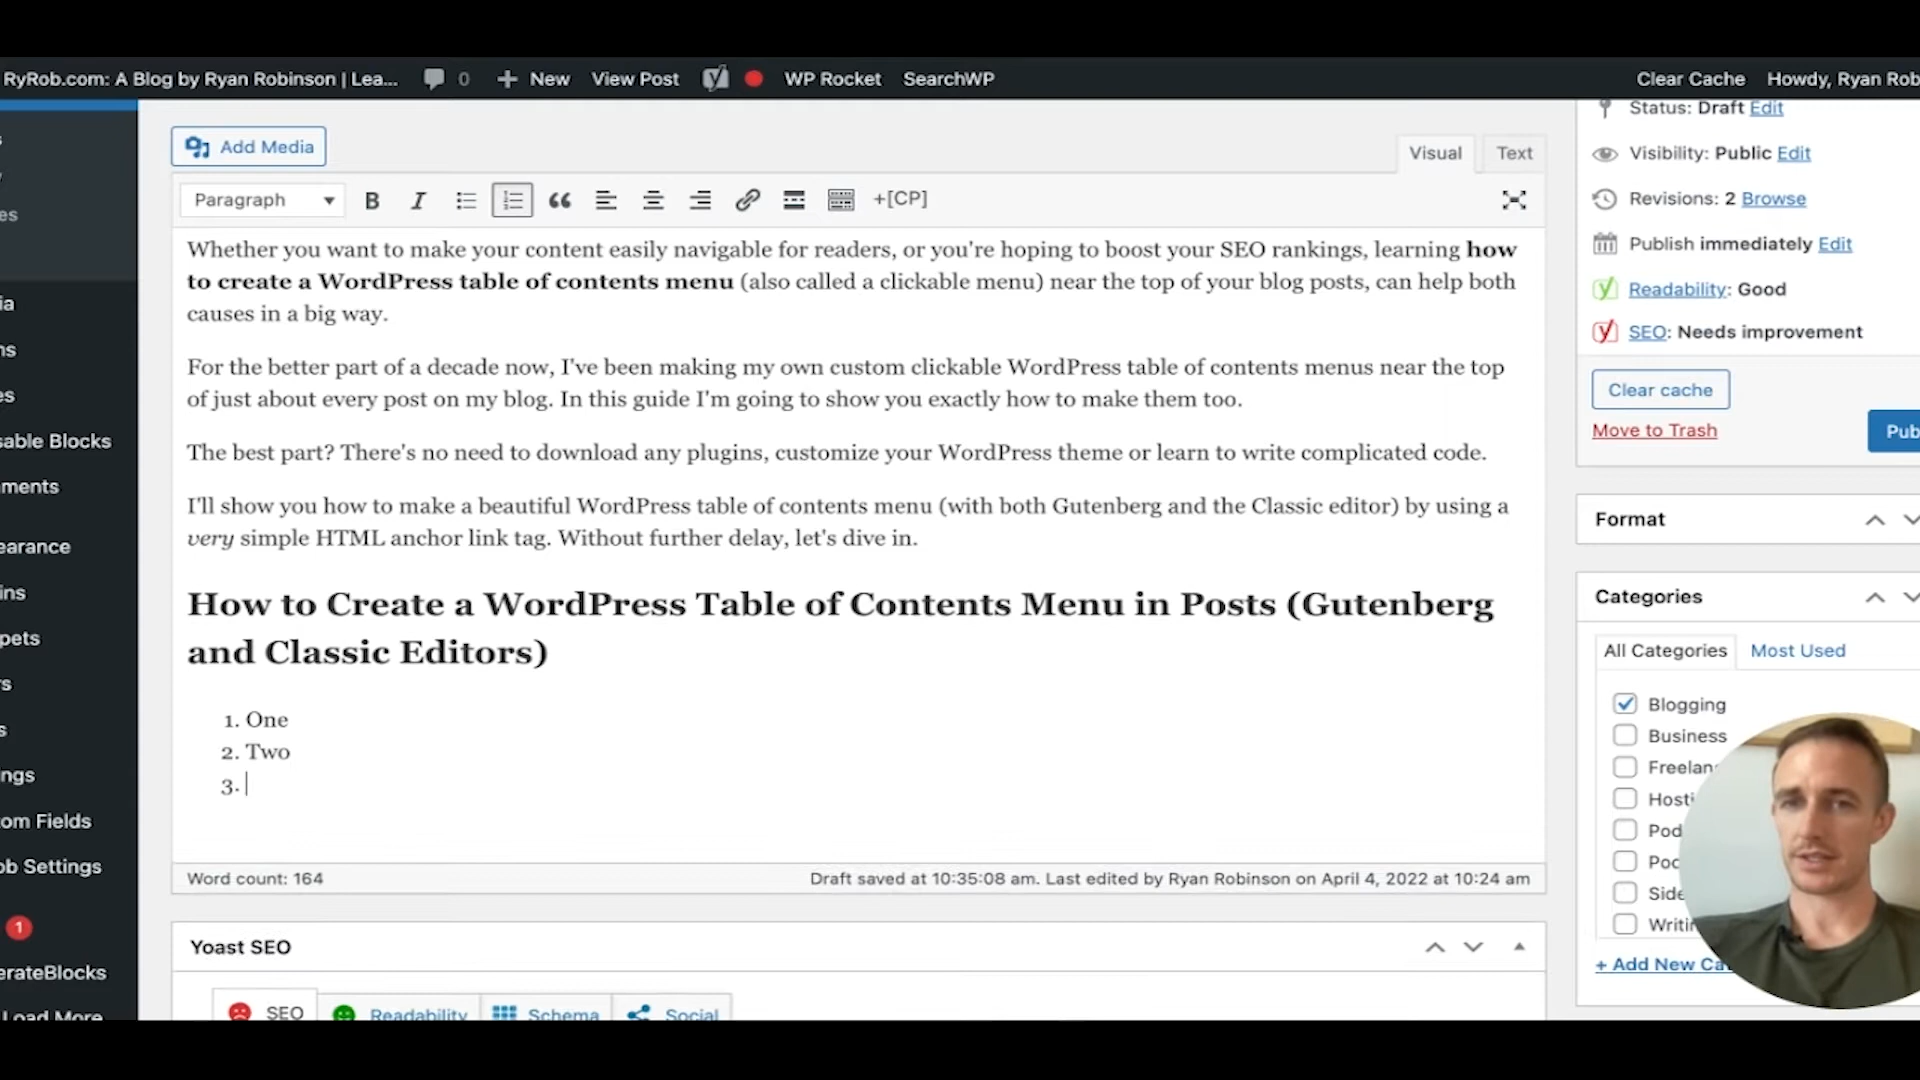 RyRob.com: A Blog by Ryan Robinson | Lea... 0 New View Post WP Rocket SearchWP Clear Cache Howdy, Ryan Rob
es
ia
ns
es
sable Blocks
ments
earance
ins
pets
rs
s
ngs
om Fields
ob Settings
1
erateBlocks
Load More
Add Media
Visual Text
Paragraph B I +[CP]
Whether you want to make your content easily navigable for readers, or you're hoping to boost your SEO rankings, learning how
to create a WordPress table of contents menu (also called a clickable menu) near the top of your blog posts, can help both
causes in a big way.
For the better part of a decade now, I've been making my own custom clickable WordPress table of contents menus near the top
of just about every post on my blog. In this guide I'm going to show you exactly how to make them too.
The best part? There's no need to download any plugins, customize your WordPress theme or learn to write complicated code.
I'll show you how to make a beautiful WordPress table of contents menu (with both Gutenberg and the Classic editor) by using a
very simple HTML anchor link tag. Without further delay, let's dive in.
How to Create a WordPress Table of Contents Menu in Posts (Gutenberg
and Classic Editors)
1. One
2. Two
3.
Word count: 164 Draft saved at 10:35:08 am. Last edited by Ryan Robinson on April 4, 2022 at 10:24 am
Yoast SEO
SEO Readability Schema Social
Status: Draft Edit
Visibility: Public Edit
Revisions: 2 Browse
Publish immediately Edit
Readability: Good
SEO: Needs improvement
Clear cache
Move to Trash
Pub
Format
Categories
All Categories Most Used
Blogging
Business
Freelan
Hosti
Pod
Poc
Side
Writin
+ Add New Ca